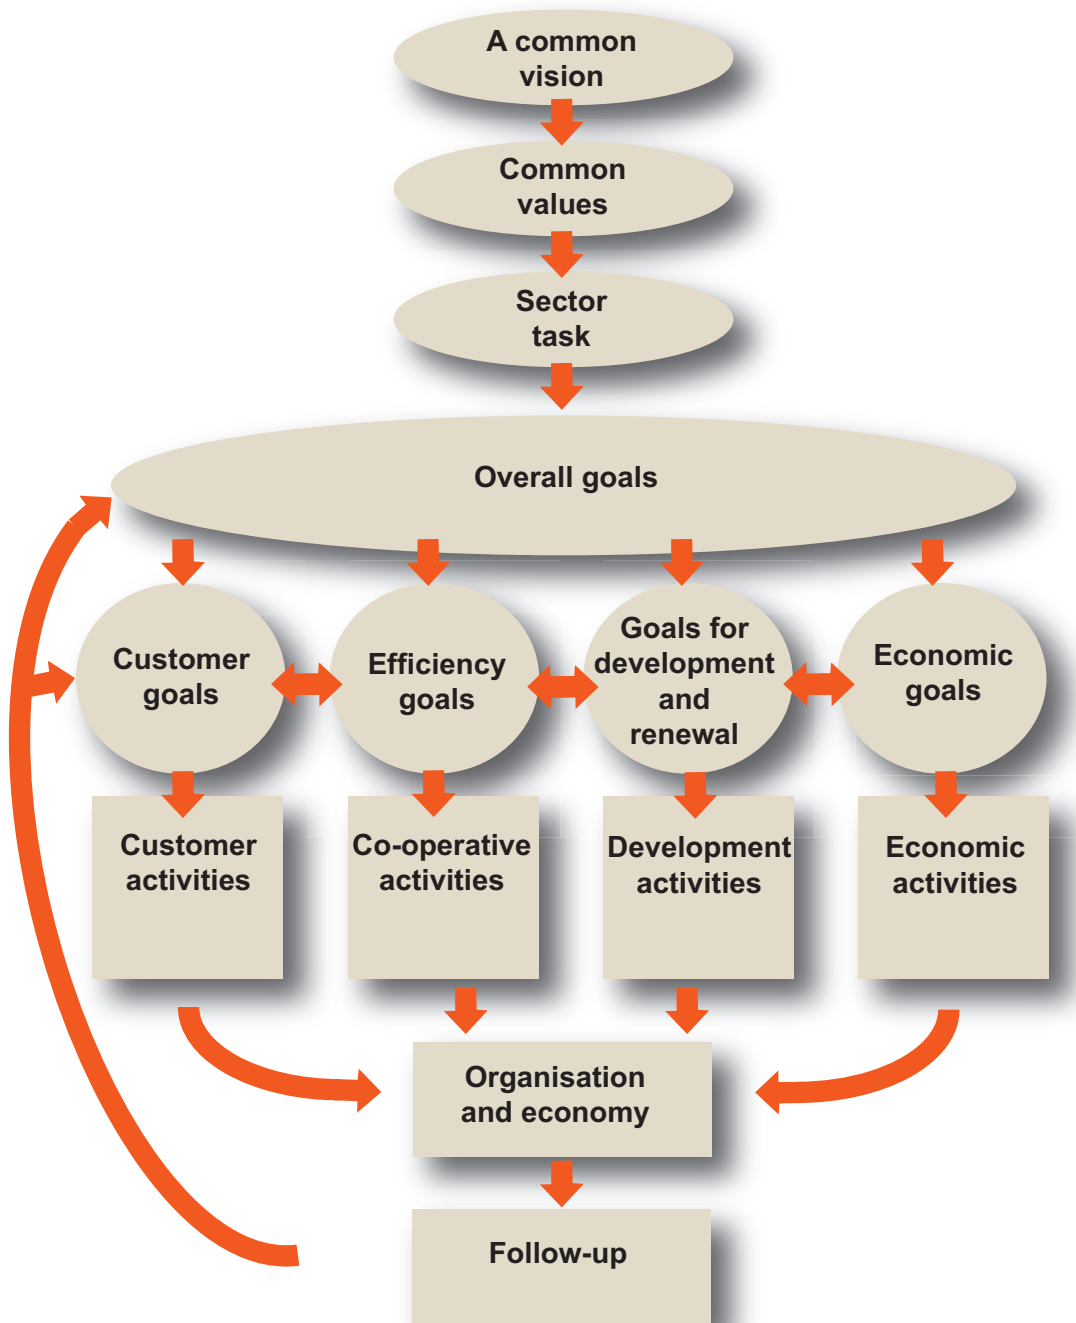 A common
vision
Common
values
Sector
task
Overall goals
Customer
goals
Efficiency
goals
Goals for
development
and
renewal
Economic
goals
Customer
activities
Co-operative
activities
Development
activities
Economic
activities
Organisation
and economy
Follow-up